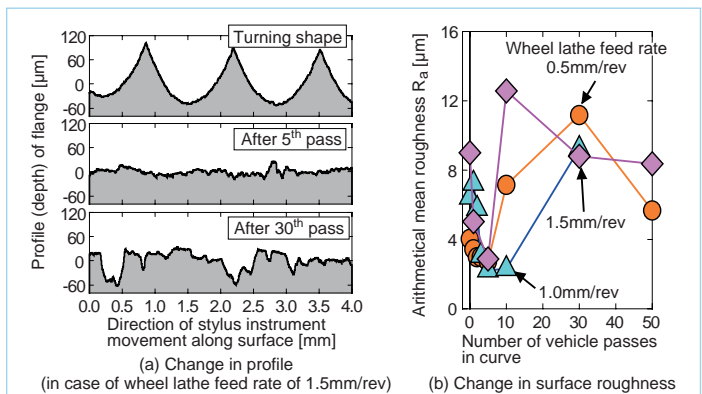 120
60
0
-60
Turning shape
120
60
0
-60
After 5th pass
120
60
0
-60
After 30th pass
Profile (depth) of flange [μm]
0.0 0.5 1.0 1.5 2.0 2.5 3.0 3.5 4.0
Direction of stylus instrument
movement along surface [mm]
(a) Change in profile
(in case of wheel lathe feed rate of 1.5mm/rev)
Arithmetical mean roughness Ra [μm]
16
12
8
4
0
Wheel lathe feed rate
0.5mm/rev
1.5mm/rev
1.0mm/rev
0 10 20 30 40 50
Number of vehicle passes
in curve
(b) Change in surface roughness